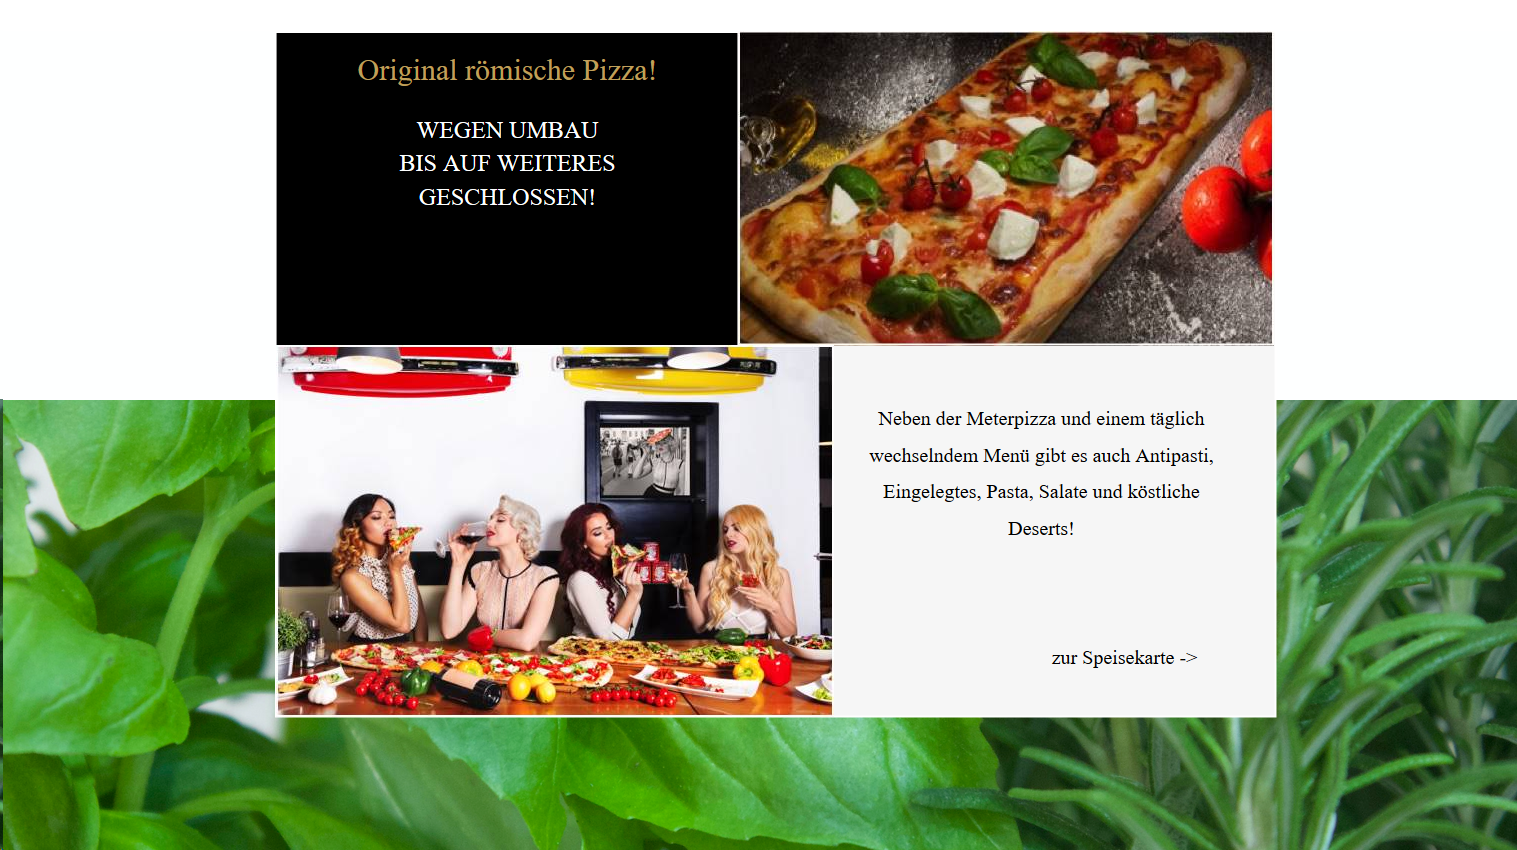 Original römische Pizza!
WEGEN UMBAU
BIS AUF WEITERES
GESCHLOSSEN!
Neben der Meterpizza und einem täglich
wechselndem Menü gibt es auch Antipasti,
Eingelegtes, Pasta, Salate und köstliche
Deserts!
zur Speisekarte ->